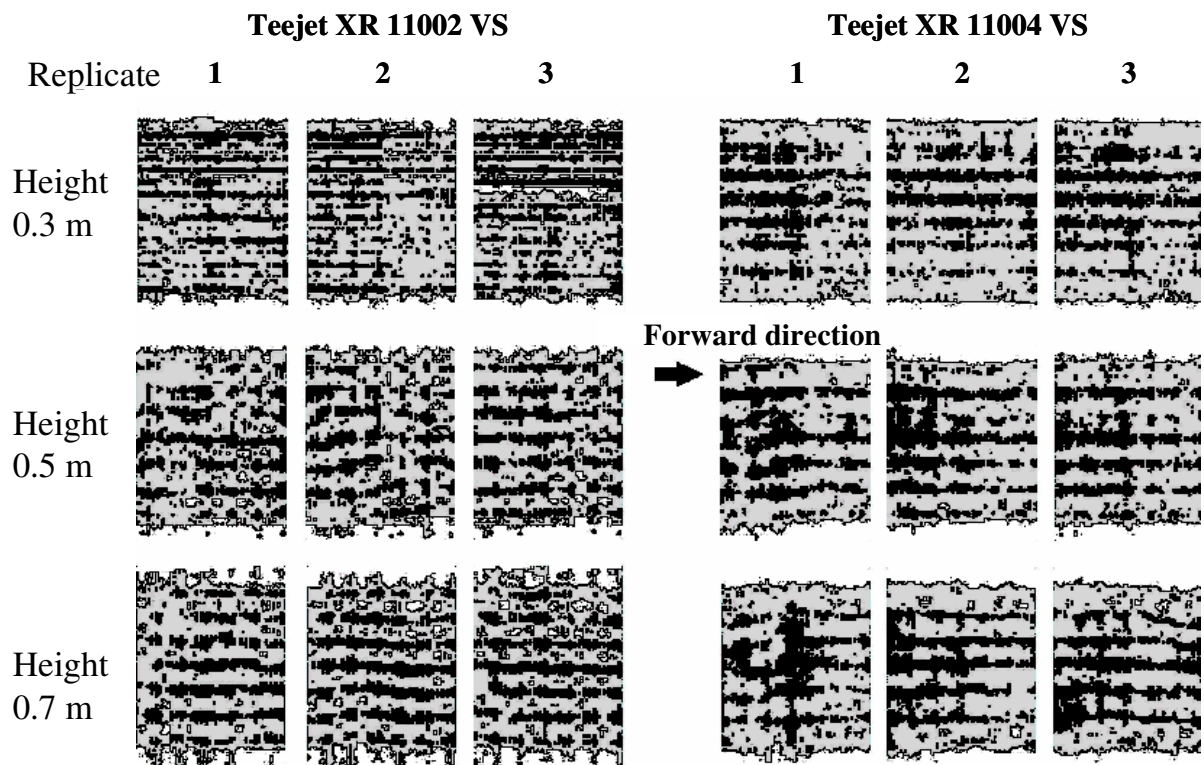 Teejet XR 11002 VS Teejet XR 11004 VS
Replicate 1 2 3 1 2 3
Height
0.3 m
Forward direction
Height
0.5 m
Height
0.7 m